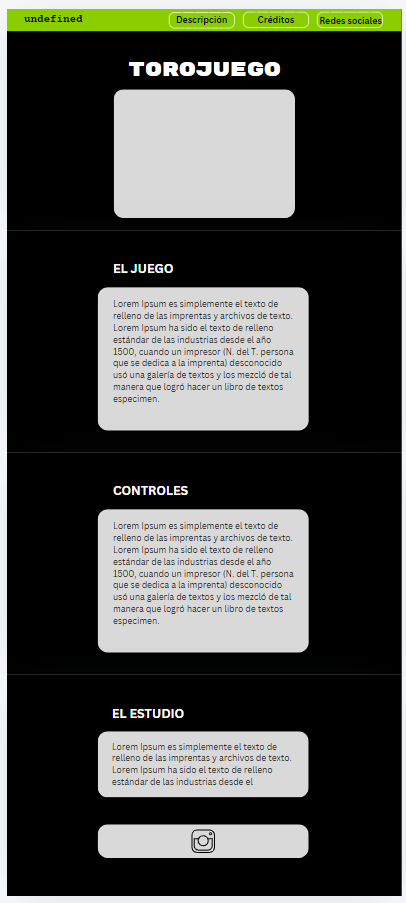 undefined
Descripción
Créditos
Redes sociales
TOROJUEGO
EL JUEGO
Lorem Ipsum es simplemente el texto de
relleno de las imprentas y archivos de texto.
Lorem Ipsum ha sido el texto de relleno
estándar de las industrias desde el año
1500, cuando un impresor (N. del T. persona
que se dedica a la imprenta) desconocido
usó una galería de textos y los mezcló de tal
manera que logró hacer un libro de textos
especimen.
CONTROLES
Lorem Ipsum es simplemente el texto de
relleno de las imprentas y archivos de texto.
Lorem Ipsum ha sido el texto de relleno
estándar de las industrias desde el año
1500, cuando un impresor (N. del T. persona
que se dedica a la imprenta) desconocido
usó una galería de textos y los mezcló de tal
manera que logró hacer un libro de textos
especimen.
EL ESTUDIO
Lorem Ipsum es simplemente el texto de
relleno de las imprentas y archivos de texto.
Lorem Ipsum ha sido el texto de relleno
estándar de las industrias desde el